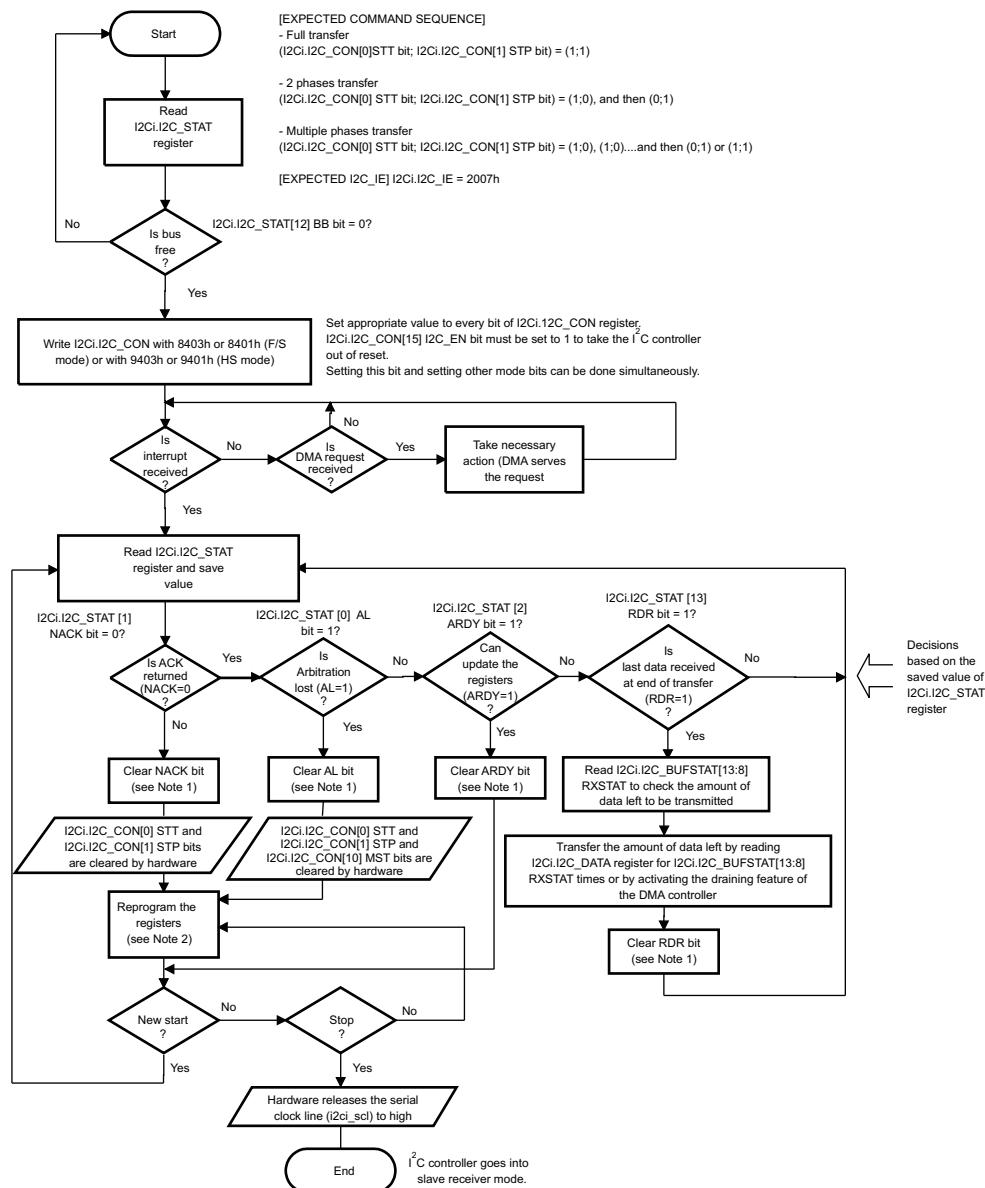 Start
[EXPECTED COMMAND SEQUENCE]
- Full transfer
(I2Ci.I2C_CON[0]STT bit; I2Ci.I2C_CON[1] STP bit) = (1;1)
- 2 phases transfer
(I2Ci.I2C_CON[0] STT bit; I2Ci.I2C_CON[1] STP bit) = (1;0), and then (0;1)
- Multiple phases transfer
(I2Ci.I2C_CON[0] STT bit; I2Ci.I2C_CON[1] STP bit) = (1;0), (1;0)....and then (0;1) or (1;1)
[EXPECTED I2C_IE] I2Ci.I2C_IE = 2007h
Read
I2Ci.I2C_STAT
register
No
I2Ci.I2C_STAT[12] BB bit = 0?
Is bus
free
?
Yes
Write I2Ci.I2C_CON with 8403h or 8401h (F/S
mode) or with 9403h or 9401h (HS mode)
Set appropriate value to every bit of I2Ci.12C_CON register.
I2Ci.I2C_CON[15] I2C_EN bit must be set to 1 to take the I2C controller
out of reset.
Setting this bit and setting other mode bits can be done simultaneously.
Is
interrupt
received
?
No
Is
DMA request
received
?
No
Yes
Take necessary
action (DMA serves
the request
Yes
Read I2Ci.I2C_STAT
register and save
value
I2Ci.I2C_STAT [1]
NACK bit = 0?
I2Ci.I2C_STAT [0] AL
bit = 1?
I2Ci.I2C_STAT [2]
ARDY bit = 1?
I2Ci.I2C_STAT [13]
RDR bit = 1?
Is ACK
returned
(NACK=0
?
Yes
Is
Arbitration
lost (AL=1)
?
No
Can
update the
registers
(ARDY=1)
?
No
Is
last data received
at end of transfer
(RDR=1)
?
No
Decisions
based on the
saved value of
I2Ci.I2C_STAT
register
No
Yes
Yes
Yes
Clear NACK bit
(see Note 1)
Clear AL bit
(see Note 1)
Clear ARDY bit
(see Note 1)
Read I2Ci.I2C_BUFSTAT[13:8]
RXSTAT to check the amount of
data left to be transmitted
I2Ci.I2C_CON[0] STT and
I2Ci.I2C_CON[1] STP bits
are cleared by hardware
I2Ci.I2C_CON[0] STT and
I2Ci.I2C_CON[1] STP and
I2Ci.I2C_CON[10] MST bits are
cleared by hardware
Transfer the amount of data left by reading
I2Ci.I2C_DATA register for I2Ci.I2C_BUFSTAT[13:8]
RXSTAT times or by activating the draining feature of
the DMA controller
Reprogram the
registers
(see Note 2)
Clear RDR bit
(see Note 1)
New start
?
No
Stop
?
No
Yes
Yes
Hardware releases the serial
clock line (i2ci_scl) to high
End
I2C controller goes into
slave receiver mode.